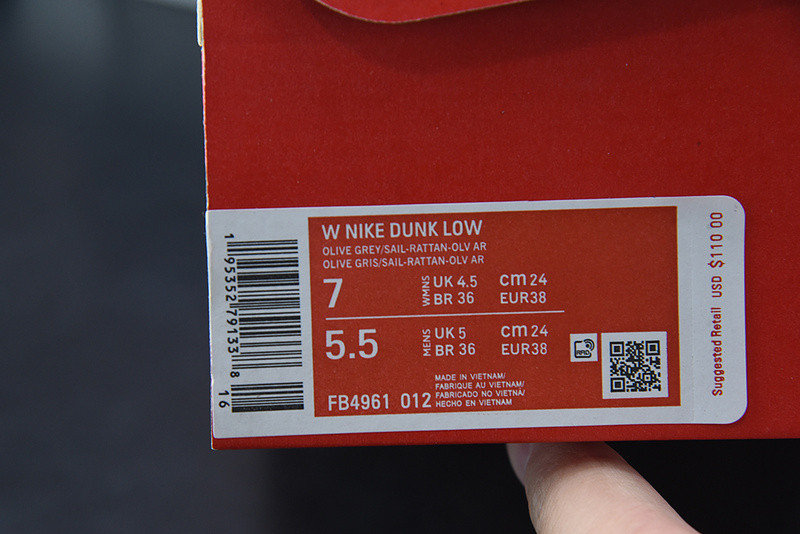 W NIKE DUNK LOW
OLIVE GREY/SAIL-RATTAN-OLV AR
OLIVE GRIS/SAIL-RATTAN-OLV AR
7 WMNS UK 4.5 cm 24
BR 36 EUR38
5.5 MENS UK 5 cm 24
BR 36 EUR38
FB4961 012
MADE IN VIETNAM/
FABRIQUE AU VIETNAM/
FABRICADO NO VIETNÃ/
HECHO EN VIETNAM
RFID
1 95352 79133 8
16
Suggested Retail USD $110 00